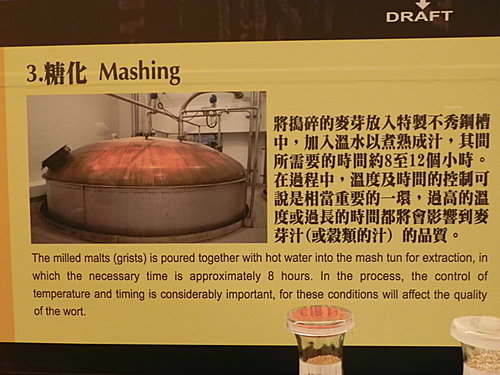 DRAFT
3.糖化 Mashing
將搗碎的麥芽放入特製不秀鋼槽
中，加入溫水以煮熟成汁，其間
所需要的時間約8至12個小時。
在過程中，溫度及時間的控制可
說是相當重要的一環，過高的溫
度或過長的時間都將會影響到麥
芽汁(或穀類的汁) 的品質。
The milled malts (grists) is poured together with hot water into the mash tun for extraction, in
which the necessary time is approximately 8 hours. In the process, the control of
temperature and timing is considerably important, for these conditions will affect the quality
of the wort.